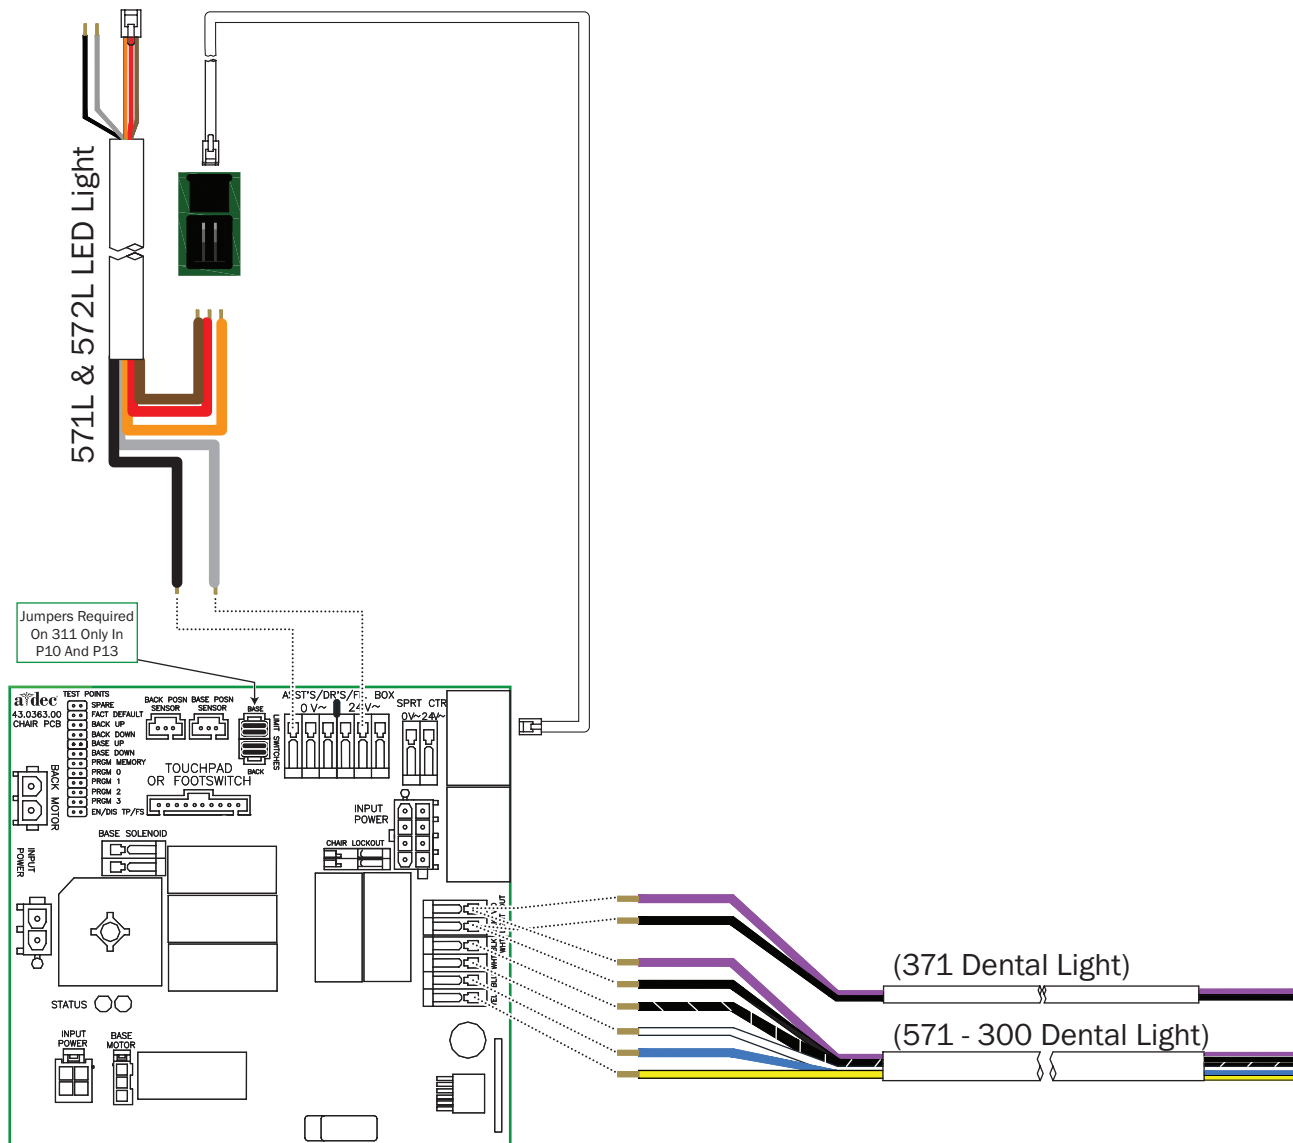 571L & 572L LED Light
Jumpers Required
On 311 Only In
P10 And P13
a dec
43.0363.00
CHAIR PCB
TEST POINTS
SPARE
FACT DEFAULT
BACK UP
BACK DOWN
BASE UP
BASE DOWN
PRGM MEMORY
PRGM 0
PRGM 1
PRGM 2
PRGM 3
EN/DIS TP/FS
BACK POSN
SENSOR
BASE POSN
SENSOR
BASE
LIMIT SWITCHES
BACK
TOUCHPAD
OR FOOTSWITCH
BOX
0 V~
24 V~
SPRT CTR
0V~24V~
BACK MOTOR
INPUT
POWER
BASE SOLENOID
INPUT
POWER
CHAIR LOCKOUT
STATUS
INPUT
POWER
BASE
MOTOR
(371 Dental Light)
(571 - 300 Dental Light)